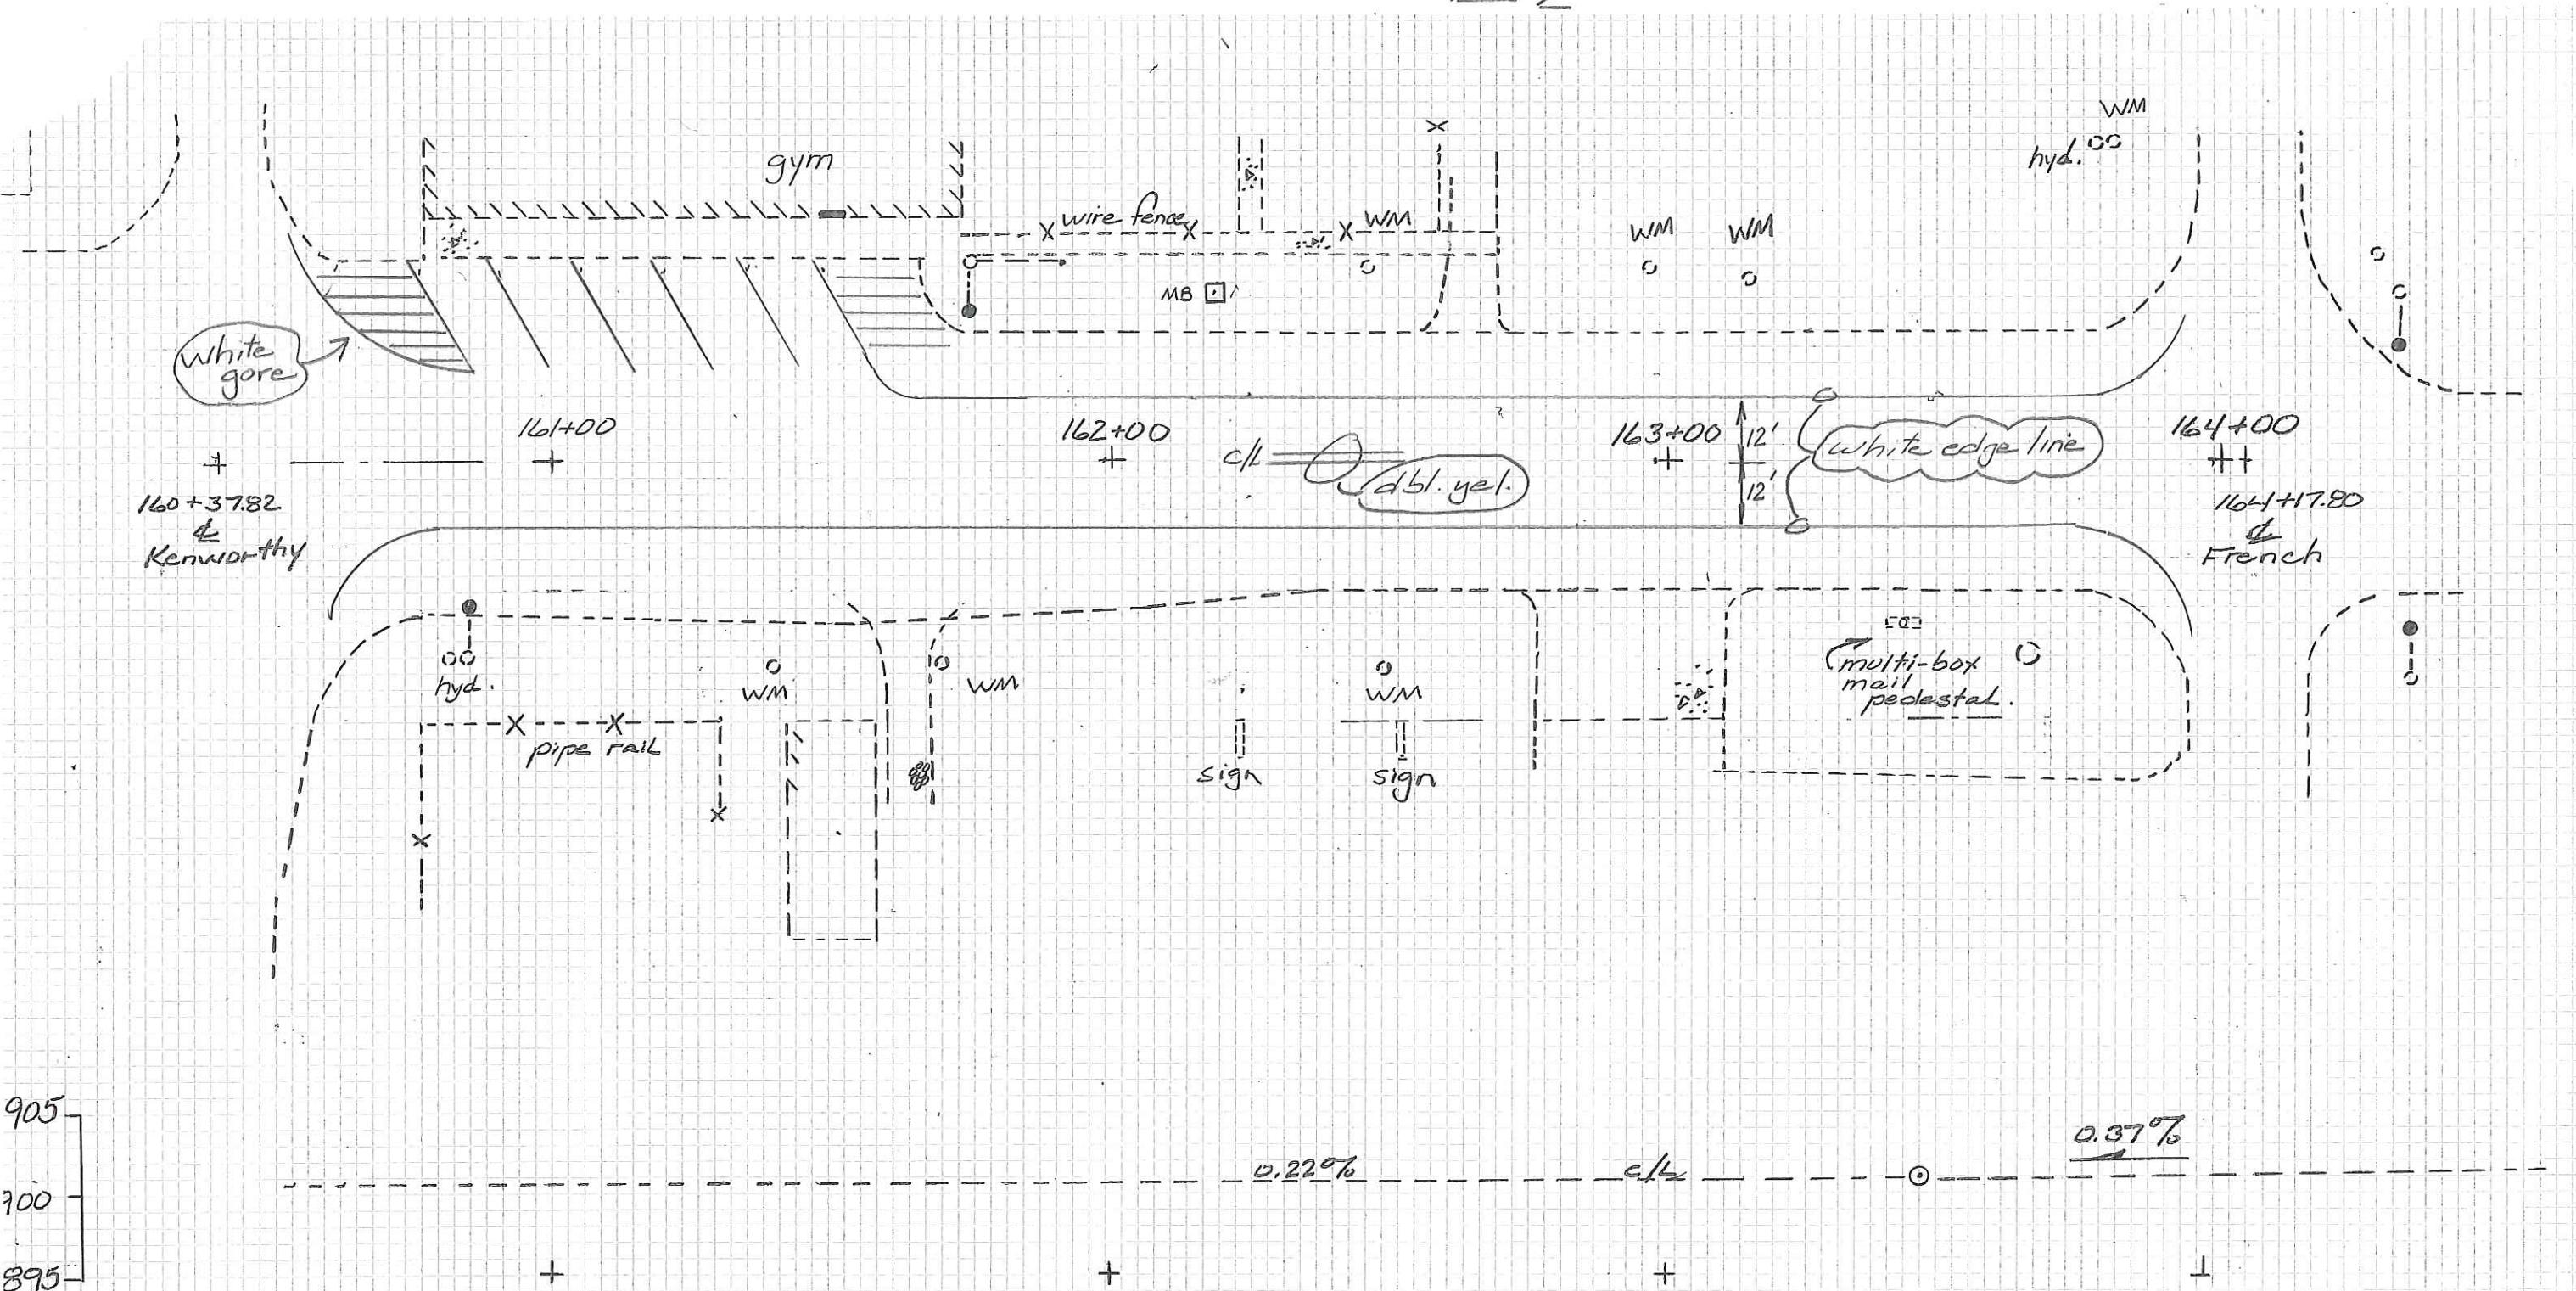 WM
hyd.
gym
wire fence
WM
WM
WM
MB
white
gore
161+00
162+00
163+00
164+00
12'
12'
c/L
dbl. yel.
white edge line
160+37.82
℄
Kenworthy
164+17.80
℄
French
hyd.
WM
WM
WM
multi-box
mail
pedestal.
pipe rail
sign
sign
905
0.37%
0.22%
c/L
900
895